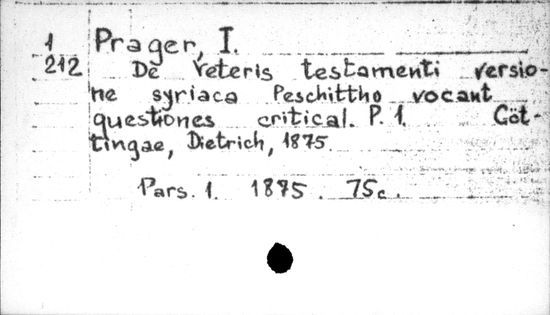 1 Prager, I.
212 De Veteris testamenti versio-
ne syriaca Peschittho vocant
questiones critical. P. 1. Göt-
tingae, Dietrich, 1875.
Pars. 1. 1875. 75c.